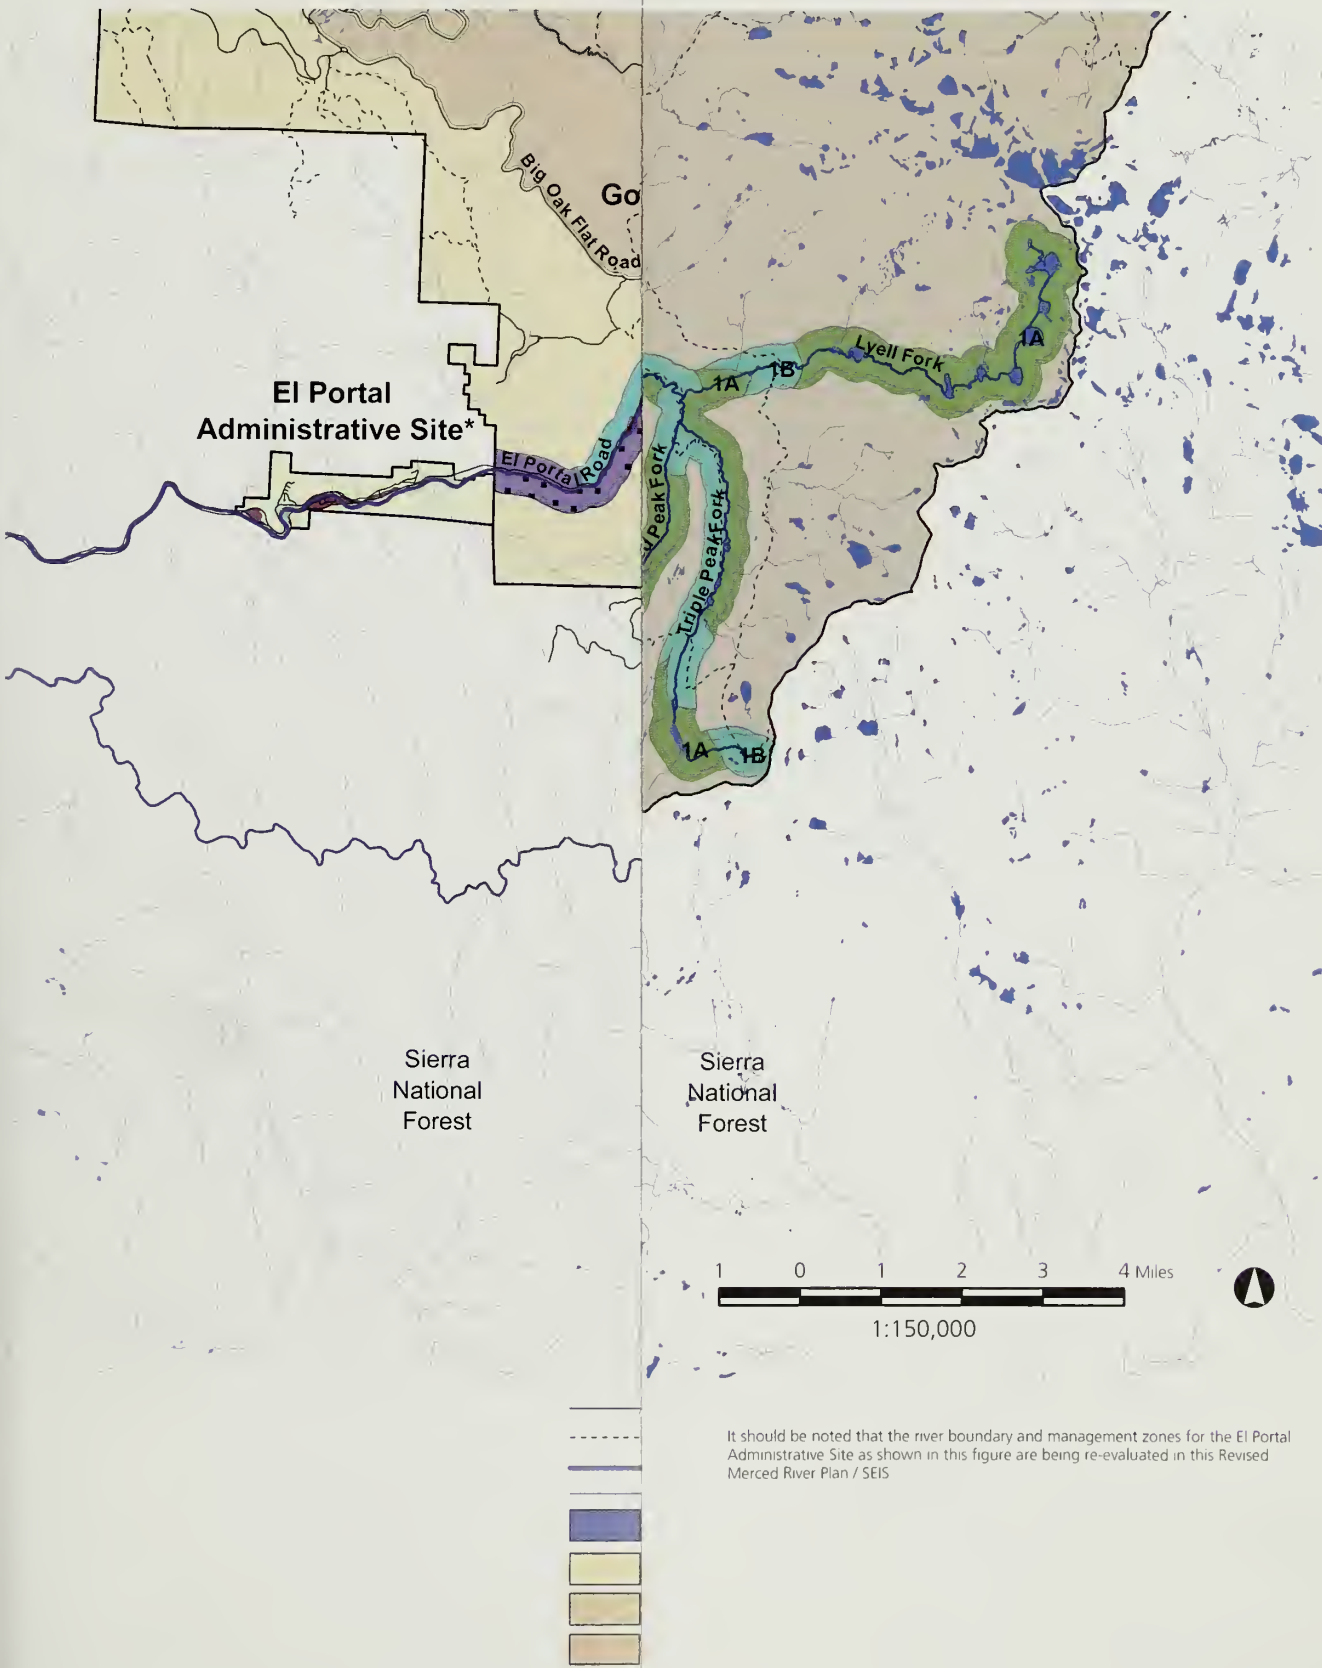 Big Oak Flat Road
Go
El Portal
Administrative Site*
El Portal Road
Lyell Fork
1A
1A
1B
Peak Fork
Triple Peak Fork
1A
1B
Sierra
National
Forest
Sierra
National
Forest
1 0 1 2 3 4 Miles
1:150,000
It should be noted that the river boundary and management zones for the El Portal
Administrative Site as shown in this figure are being re-evaluated in this Revised
Merced River Plan / SEIS